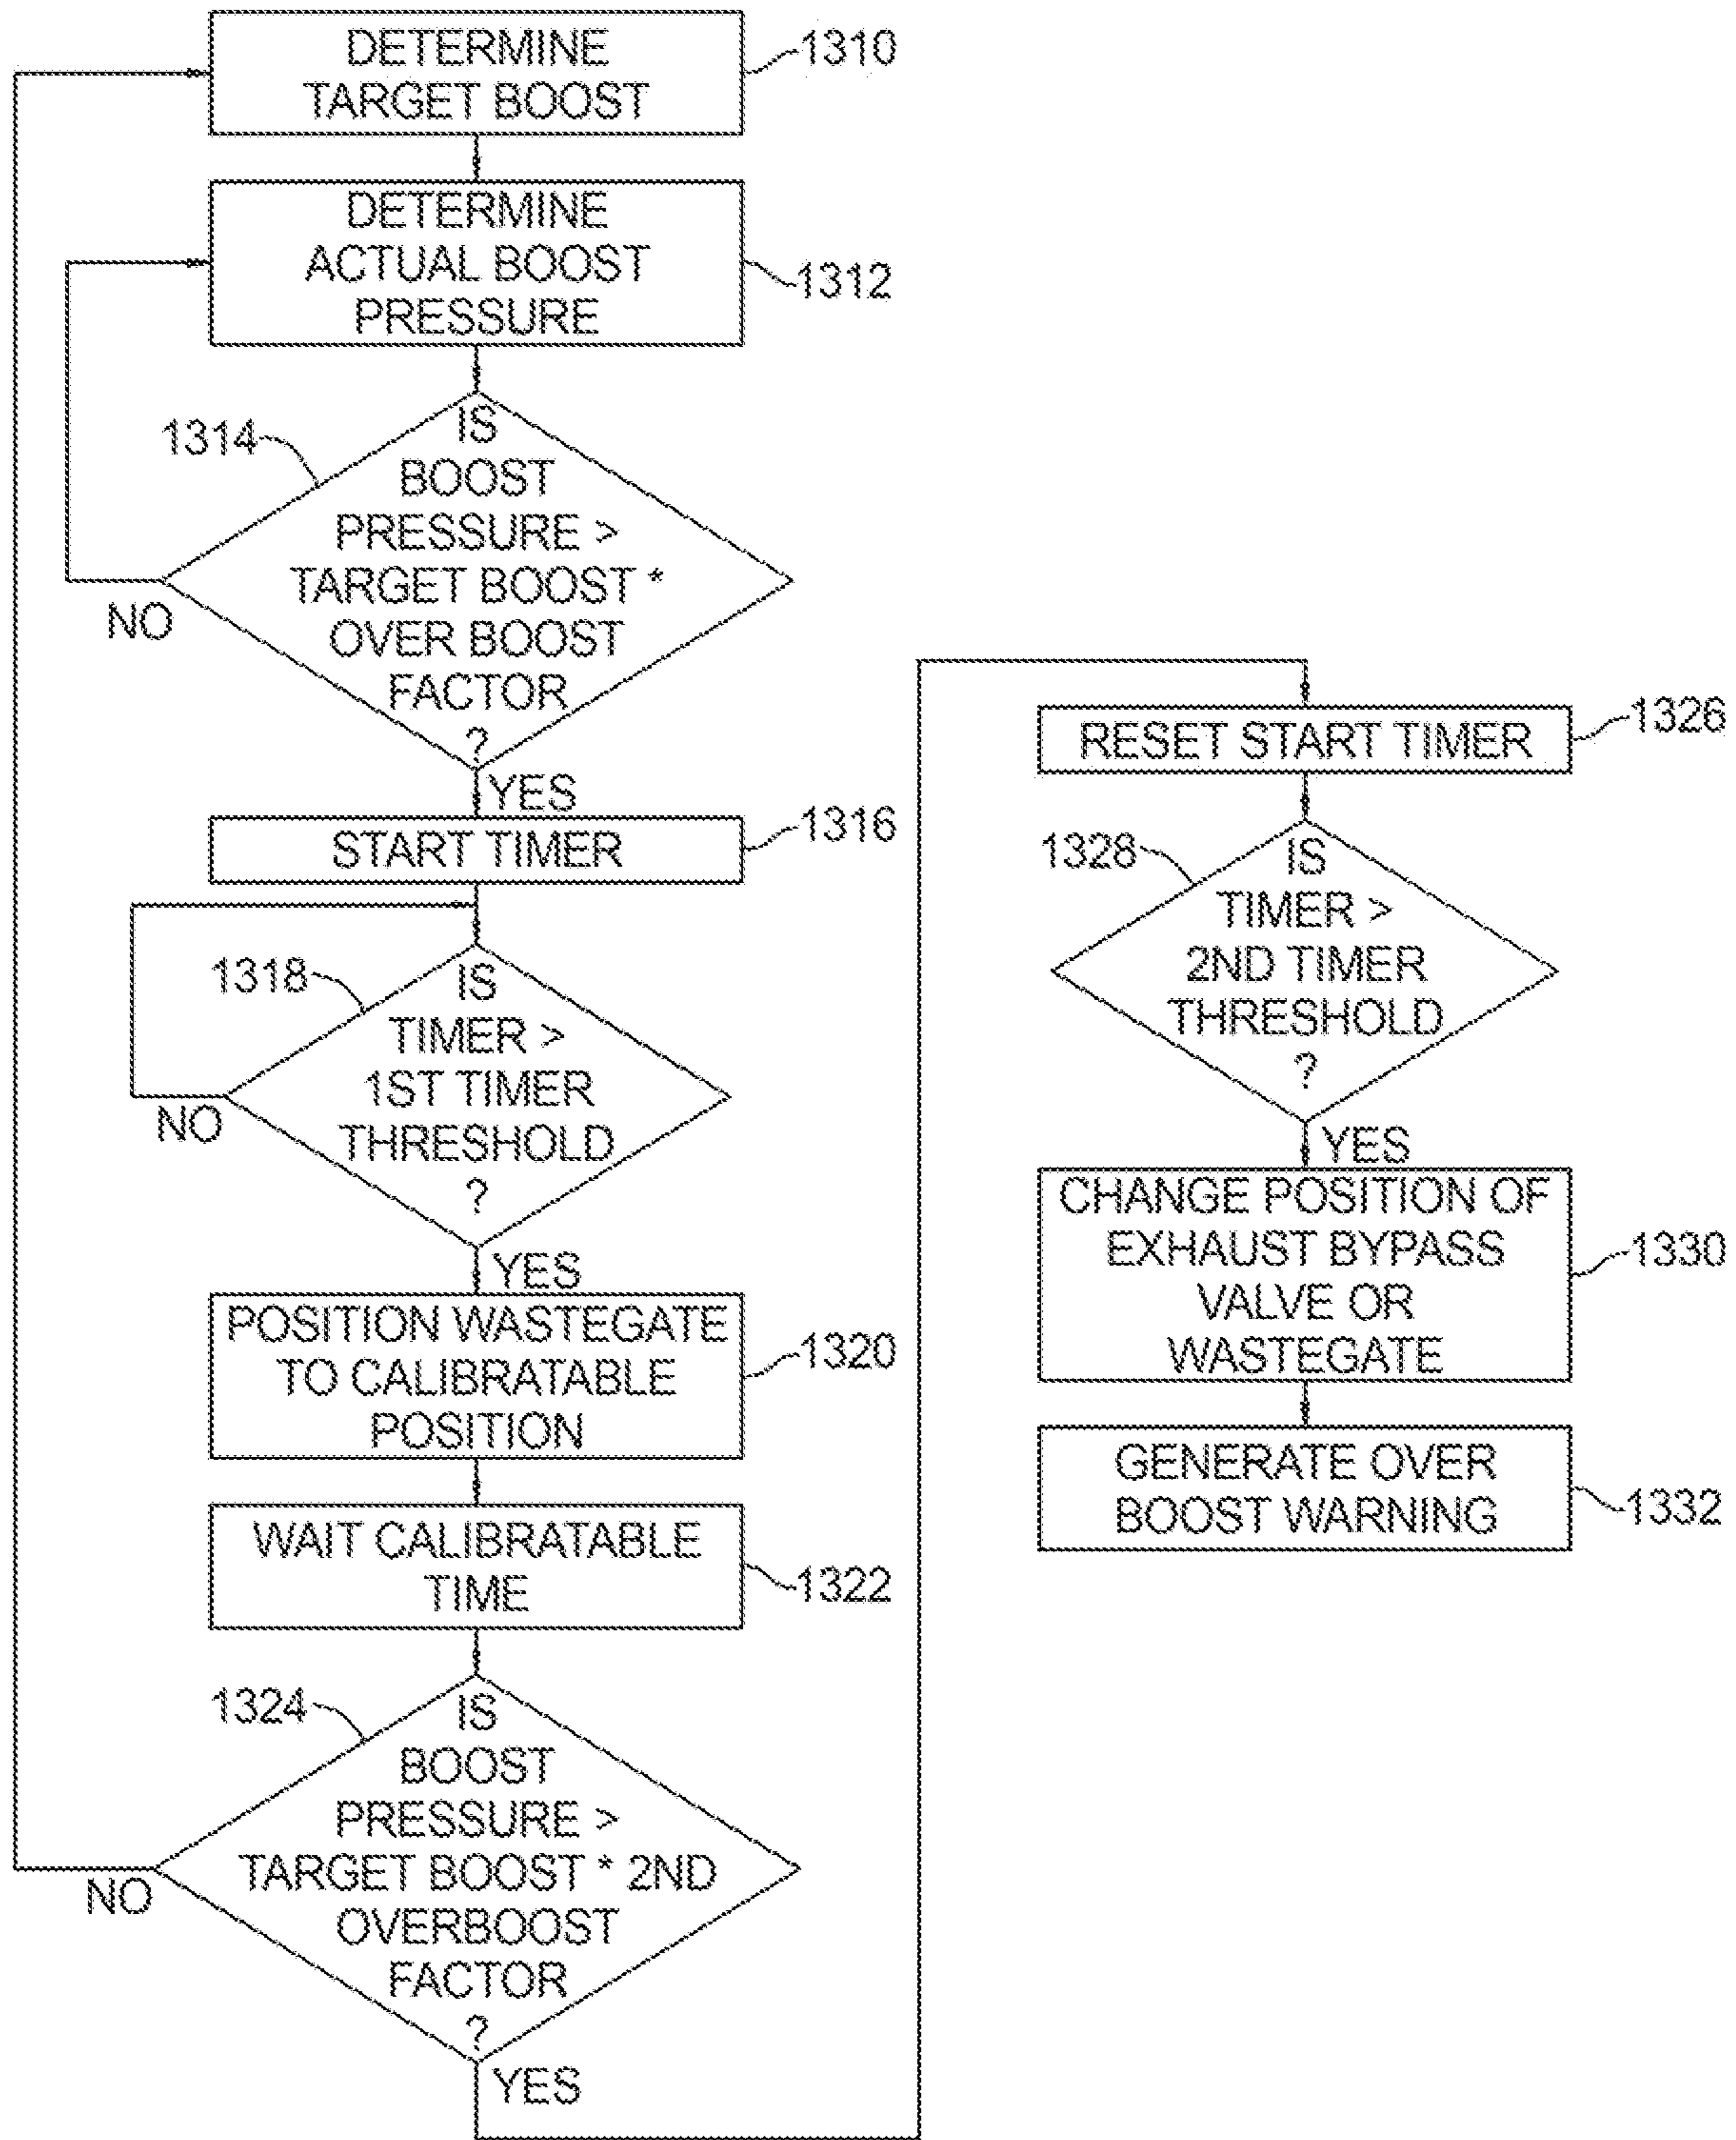 DETERMINE
TARGET BOOST
1310
DETERMINE
ACTUAL BOOST
PRESSURE
1312
1314
IS
BOOST
PRESSURE >
TARGET BOOST *
OVER BOOST
FACTOR
?
NO
YES
START TIMER
1316
1318
IS
TIMER >
1ST TIMER
THRESHOLD
?
NO
YES
POSITION WASTEGATE
TO CALIBRATABLE
POSITION
1320
WAIT CALIBRATABLE
TIME
1322
1324
IS
BOOST
PRESSURE >
TARGET BOOST * 2ND
OVERBOOST
FACTOR
?
NO
YES
RESET START TIMER
1326
1328
IS
TIMER >
2ND TIMER
THRESHOLD
?
YES
CHANGE POSITION OF
EXHAUST BYPASS
VALVE OR
WASTEGATE
1330
GENERATE OVER
BOOST WARNING
1332